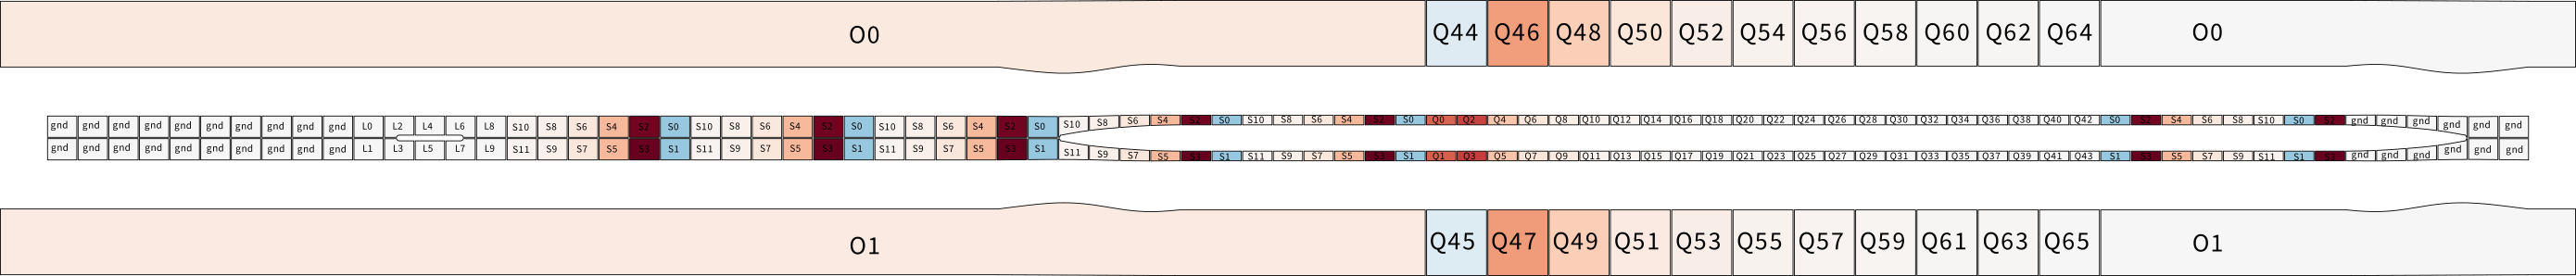 O0 Q44 Q46 Q48 Q50 Q52 Q54 Q56 Q58 Q60 Q62 Q64 O0
gnd gnd gnd gnd gnd gnd gnd gnd gnd gnd L0 L2 L4 L6 L8 S10 S8 S6 S4 S2 S0 S10 S8 S6 S4 S2 S0 S10 S8 S6 S4 S2 S0 S10 S8 S6 S4 S2 S0 S10 S8 S6 S4 S2 S0 Q0 Q2 Q4 Q6 Q8 Q10 Q12 Q14 Q16 Q18 Q20 Q22 Q24 Q26 Q28 Q30 Q32 Q34 Q36 Q38 Q40 Q42 S0 S2 S4 S6 S8 S10 S0 S2 gnd gnd gnd gnd gnd gnd
gnd gnd gnd gnd gnd gnd gnd gnd gnd gnd L1 L3 L5 L7 L9 S11 S9 S7 S5 S3 S1 S11 S9 S7 S5 S3 S1 S11 S9 S7 S5 S3 S1 S11 S9 S7 S5 S3 S1 S11 S9 S7 S5 S3 S1 Q1 Q3 Q5 Q7 Q9 Q11 Q13 Q15 Q17 Q19 Q21 Q23 Q25 Q27 Q29 Q31 Q33 Q35 Q37 Q39 Q41 Q43 S1 S3 S5 S7 S9 S11 S1 S3 gnd gnd gnd gnd gnd gnd
O1 Q45 Q47 Q49 Q51 Q53 Q55 Q57 Q59 Q61 Q63 Q65 O1